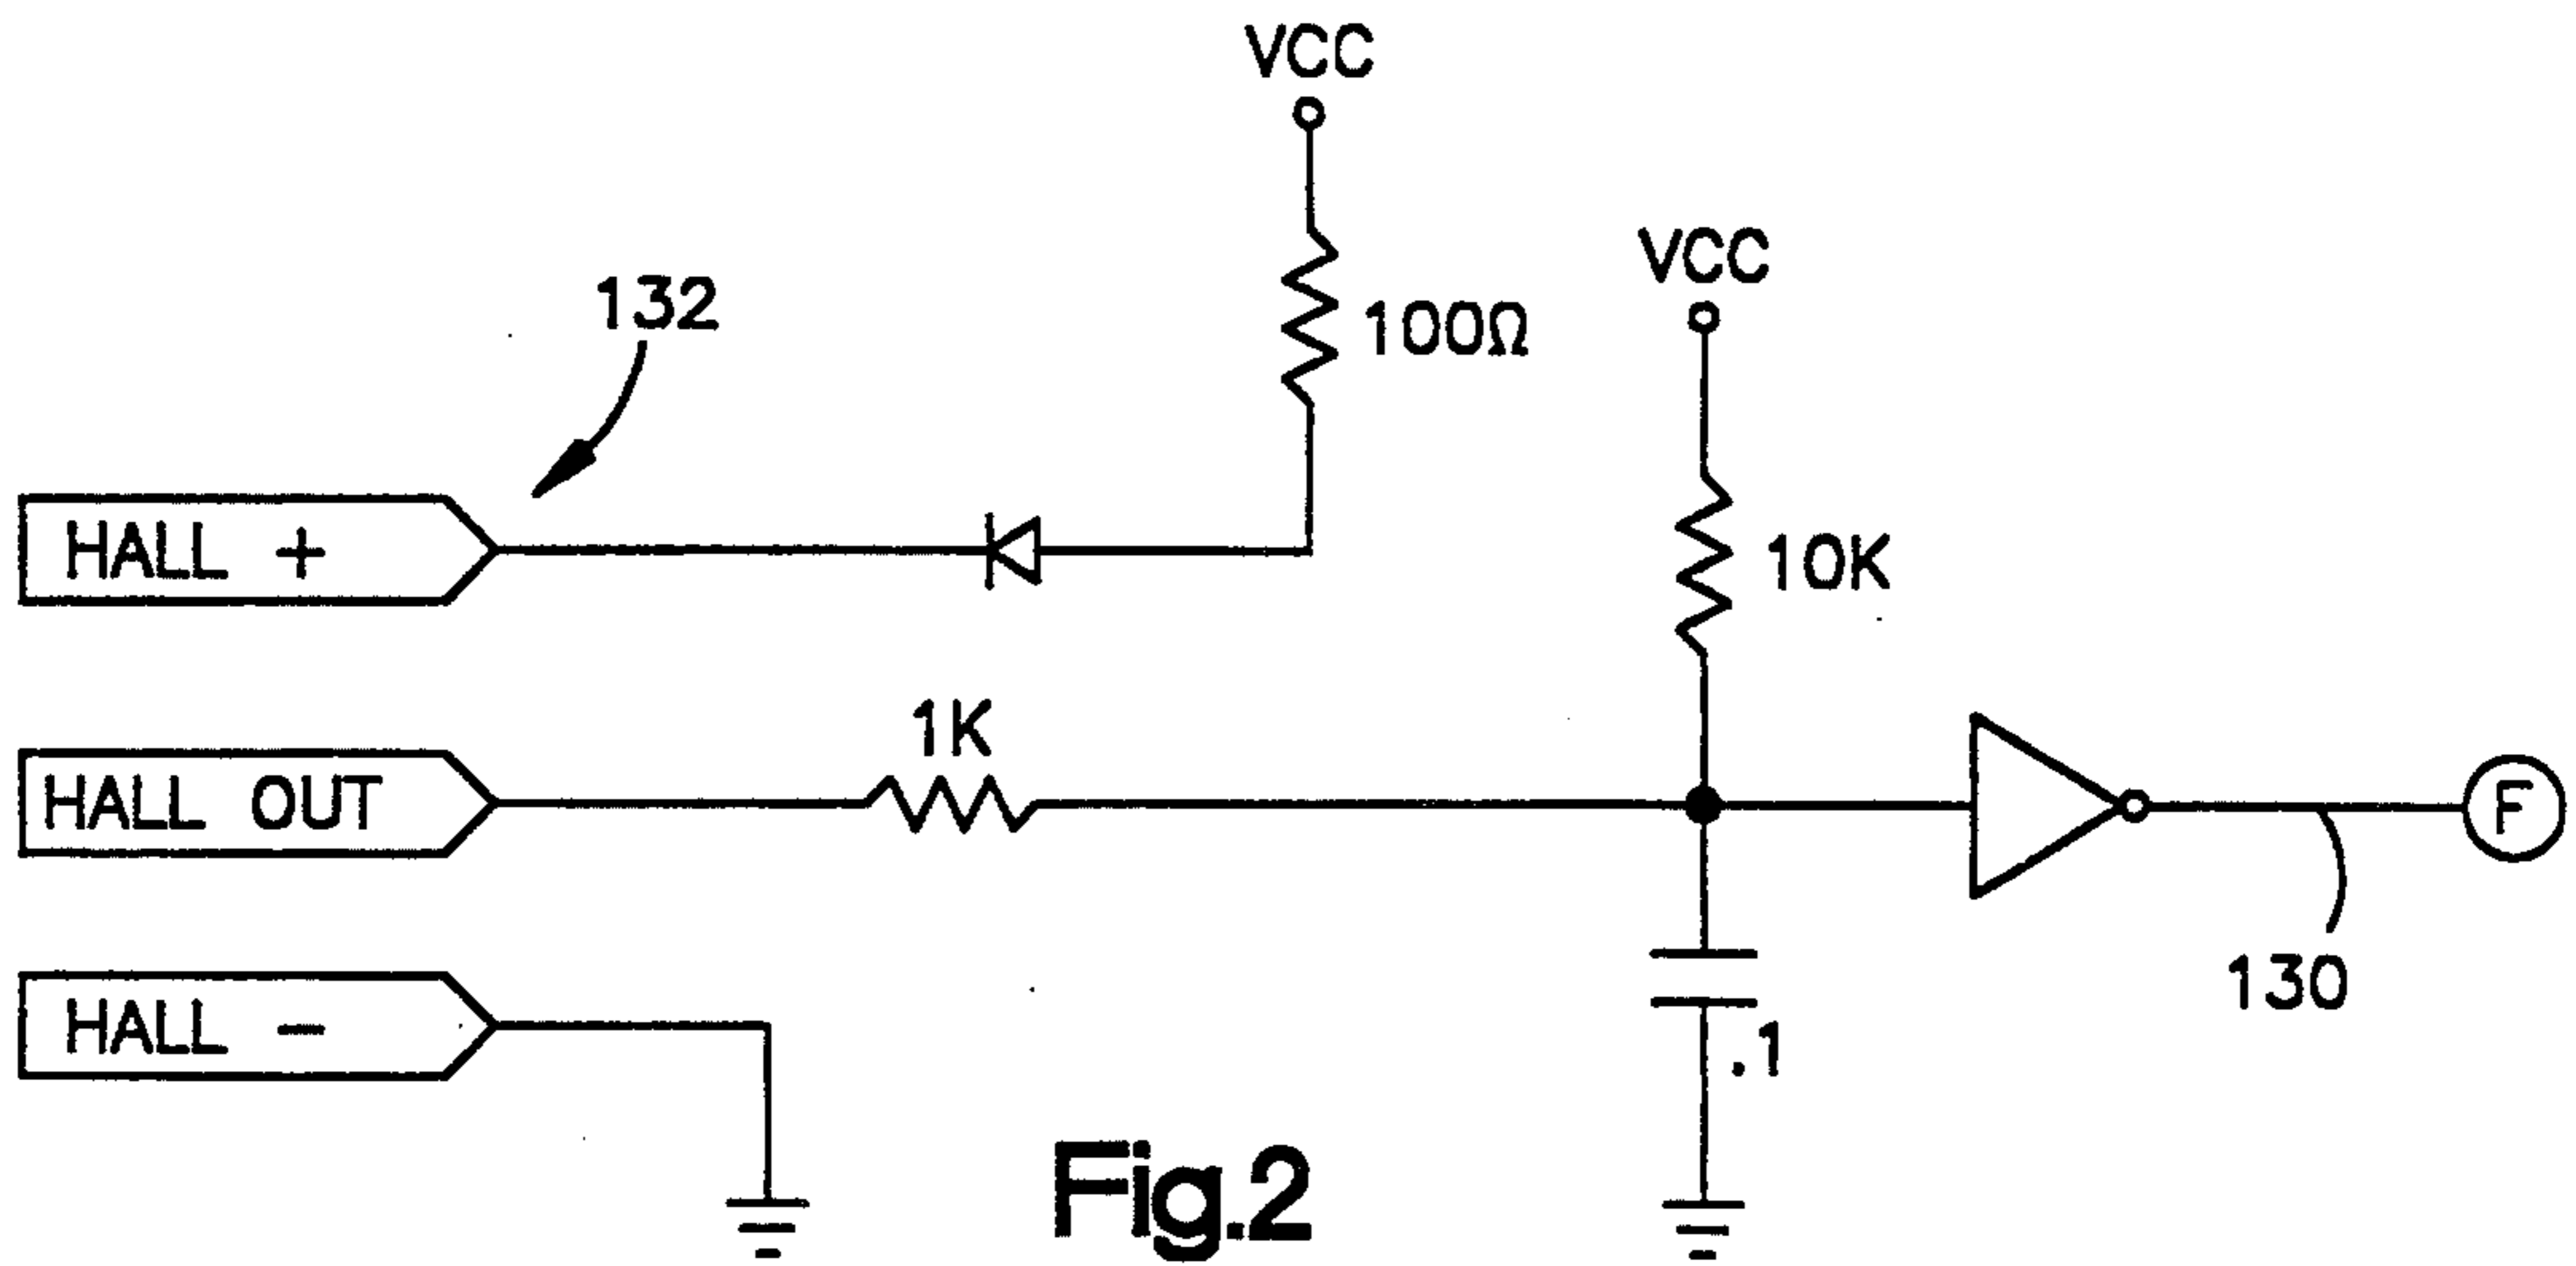 VCC
VCC
132
100Ω
HALL +
10K
1K
HALL OUT
F
HALL -
130
.1
Fig.2